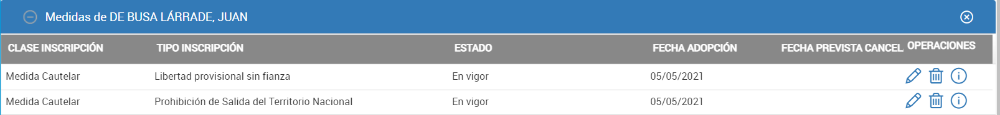 Medidas de DE BUSA LÁRRADE, JUAN
CLASE INSCRIPCIÓN TIPO INSCRIPCIÓN ESTADO FECHA ADOPCIÓN FECHA PREVISTA CANCEL. OPERACIONES
Medida Cautelar Libertad provisional sin fianza En vigor 05/05/2021
Medida Cautelar Prohibición de Salida del Territorio Nacional En vigor 05/05/2021